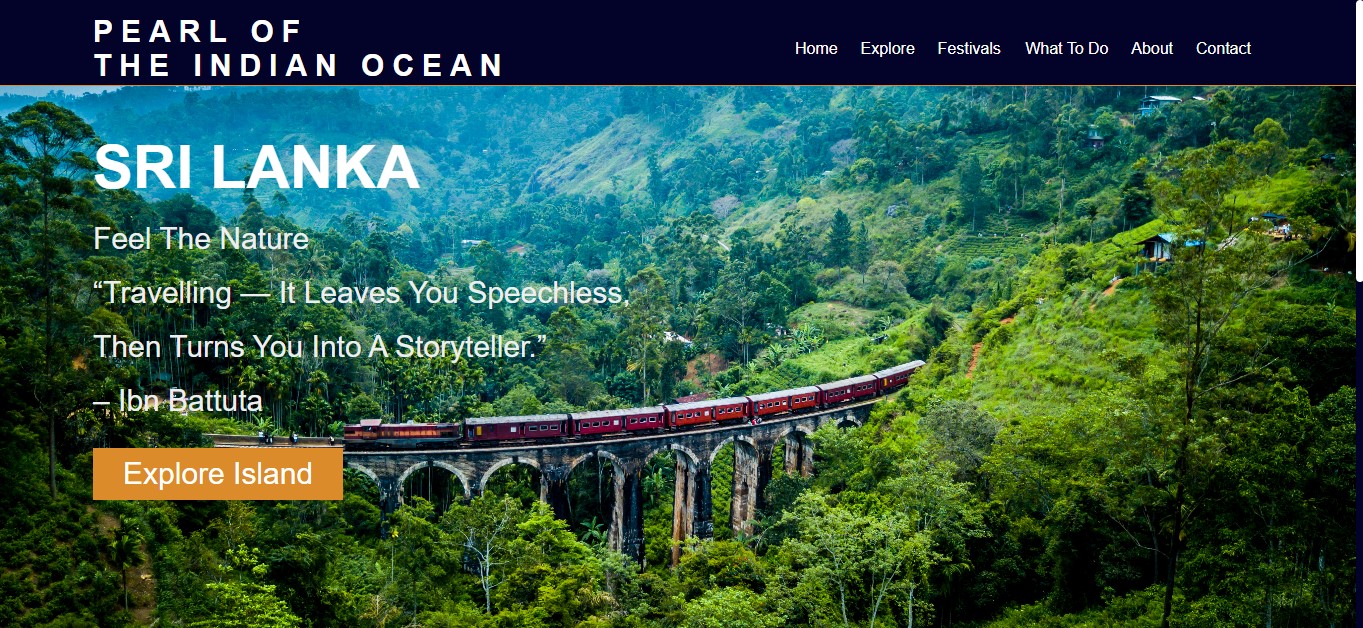 PEARL OF
THE INDIAN OCEAN
Home Explore Festivals What To Do About Contact
SRI LANKA
Feel The Nature
“Travelling — It Leaves You Speechless,
Then Turns You Into A Storyteller.”
– Ibn Battuta
Explore Island